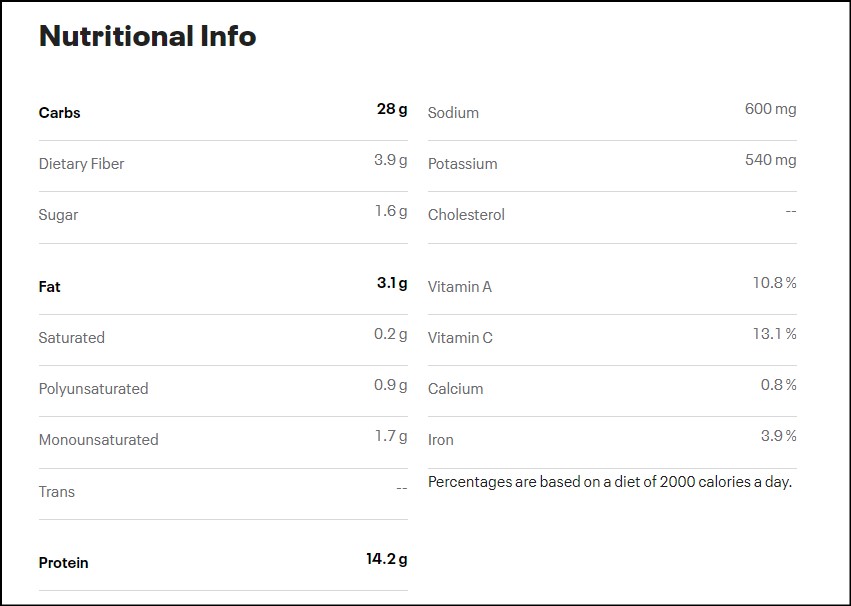 Nutritional Info
Carbs 28 g
Dietary Fiber 3.9 g
Sugar 1.6 g
Fat 3.1 g
Saturated 0.2 g
Polyunsaturated 0.9 g
Monounsaturated 1.7 g
Trans --
Protein 14.2 g
Sodium 600 mg
Potassium 540 mg
Cholesterol --
Vitamin A 10.8 %
Vitamin C 13.1 %
Calcium 0.8 %
Iron 3.9 %
Percentages are based on a diet of 2000 calories a day.